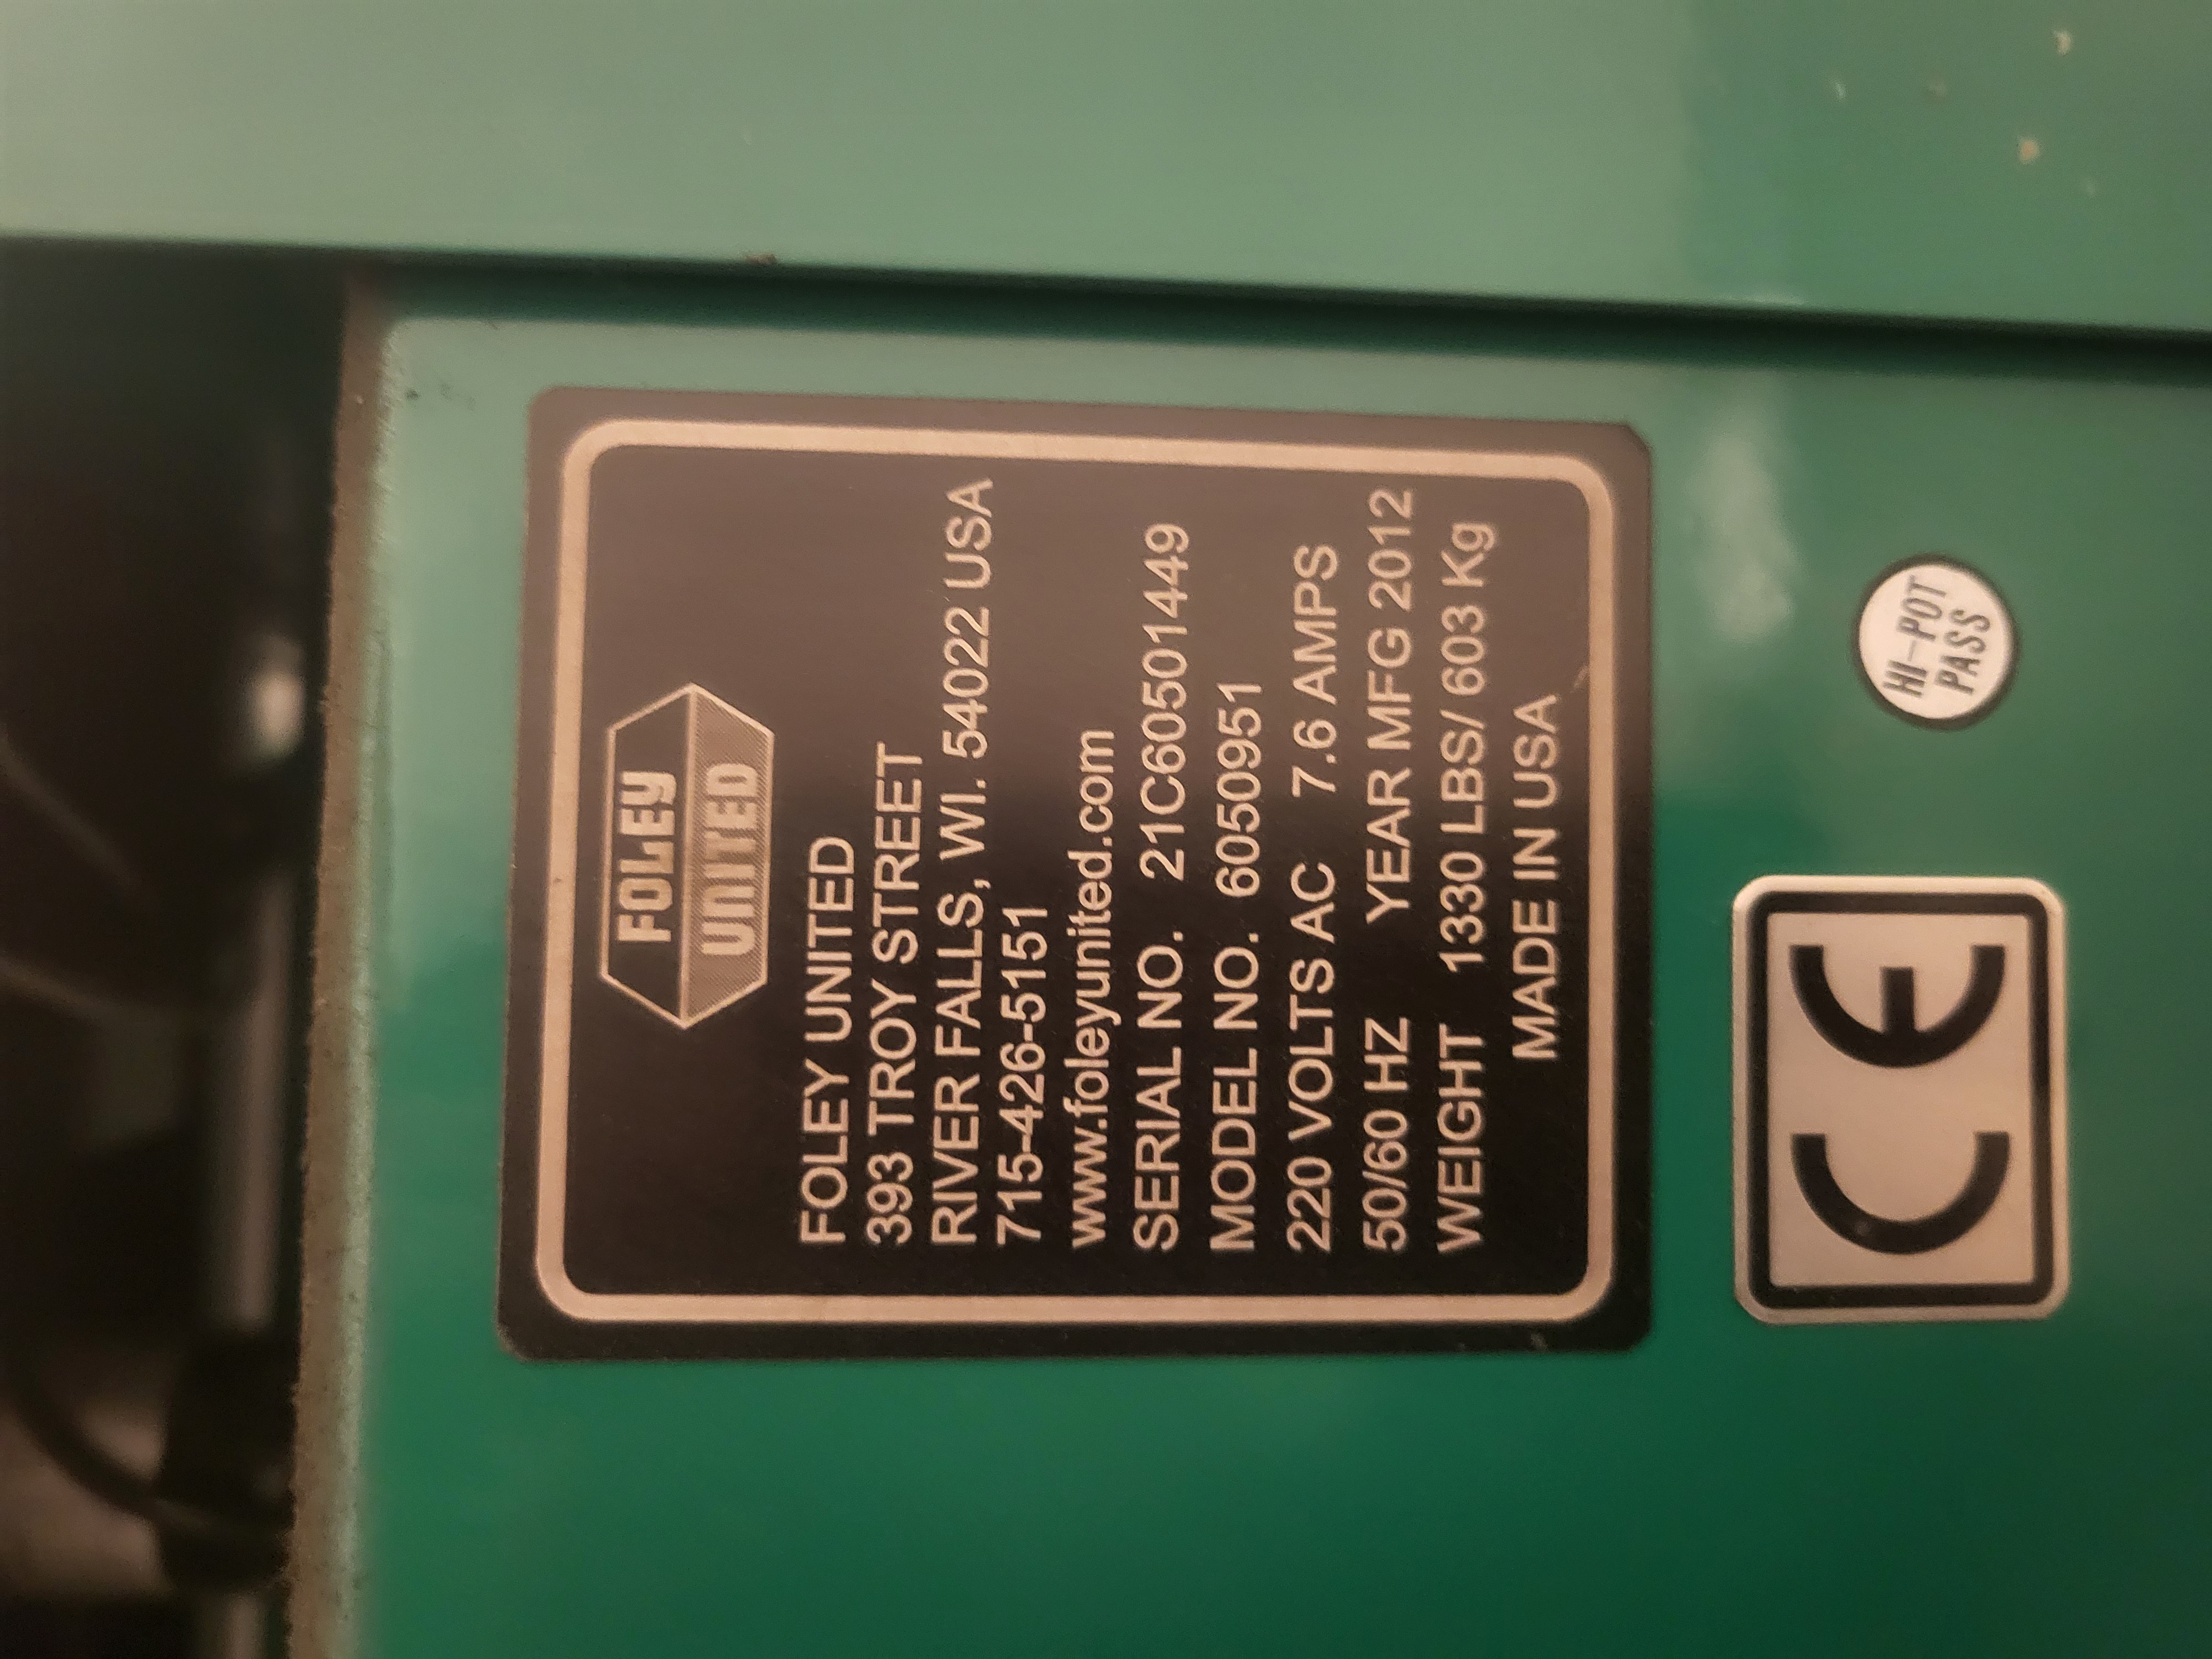 FOLEY
UNITED
FOLEY UNITED
393 TROY STREET
RIVER FALLS, WI. 54022 USA
715-426-5151
www.foleyunited.com
SERIAL NO. 21C60501449
MODEL NO. 6050951
220 VOLTS AC 7.6 AMPS
50/60 HZ YEAR MFG 2012
WEIGHT 1330 LBS/ 603 Kg
MADE IN USA
CE
HI-POT
PASS